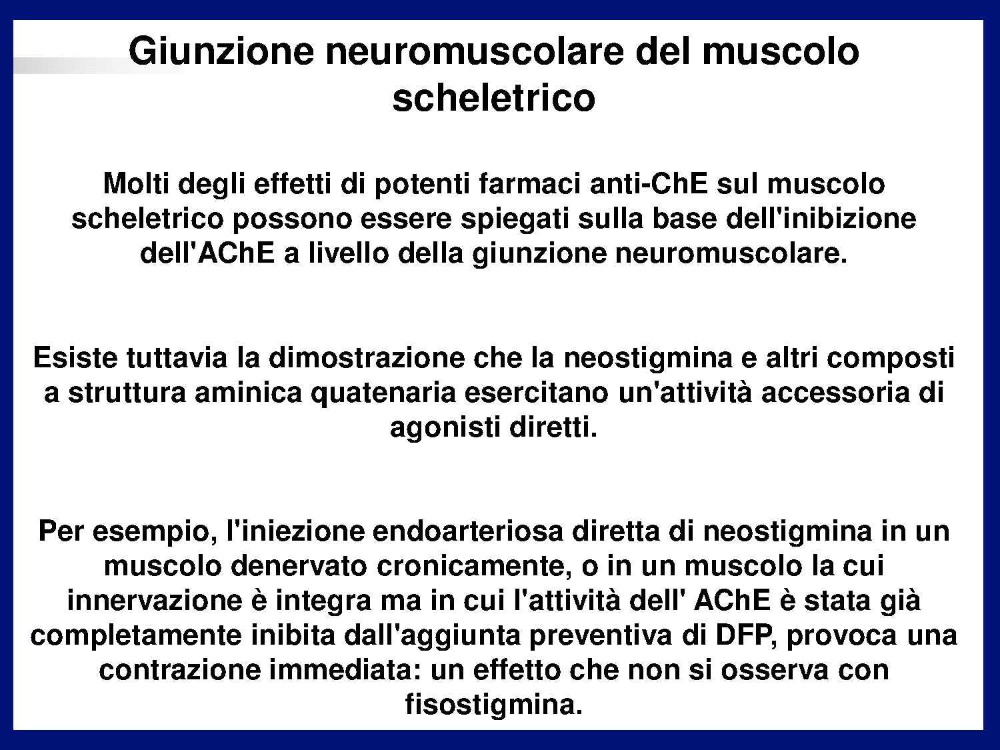 Giunzione neuromuscolare del muscolo
scheletrico
Molti degli effetti di potenti farmaci anti-ChE sul muscolo
scheletrico possono essere spiegati sulla base dell'inibizione
dell'AChE a livello della giunzione neuromuscolare.
Esiste tuttavia la dimostrazione che la neostigmina e altri composti
a struttura aminica quatenaria esercitano un'attività accessoria di
agonisti diretti.
Per esempio, l'iniezione endoarteriosa diretta di neostigmina in un
muscolo denervato cronicamente, o in un muscolo la cui
innervazione è integra ma in cui l'attività dell' AChE è stata già
completamente inibita dall'aggiunta preventiva di DFP, provoca una
contrazione immediata: un effetto che non si osserva con
fisostigmina.